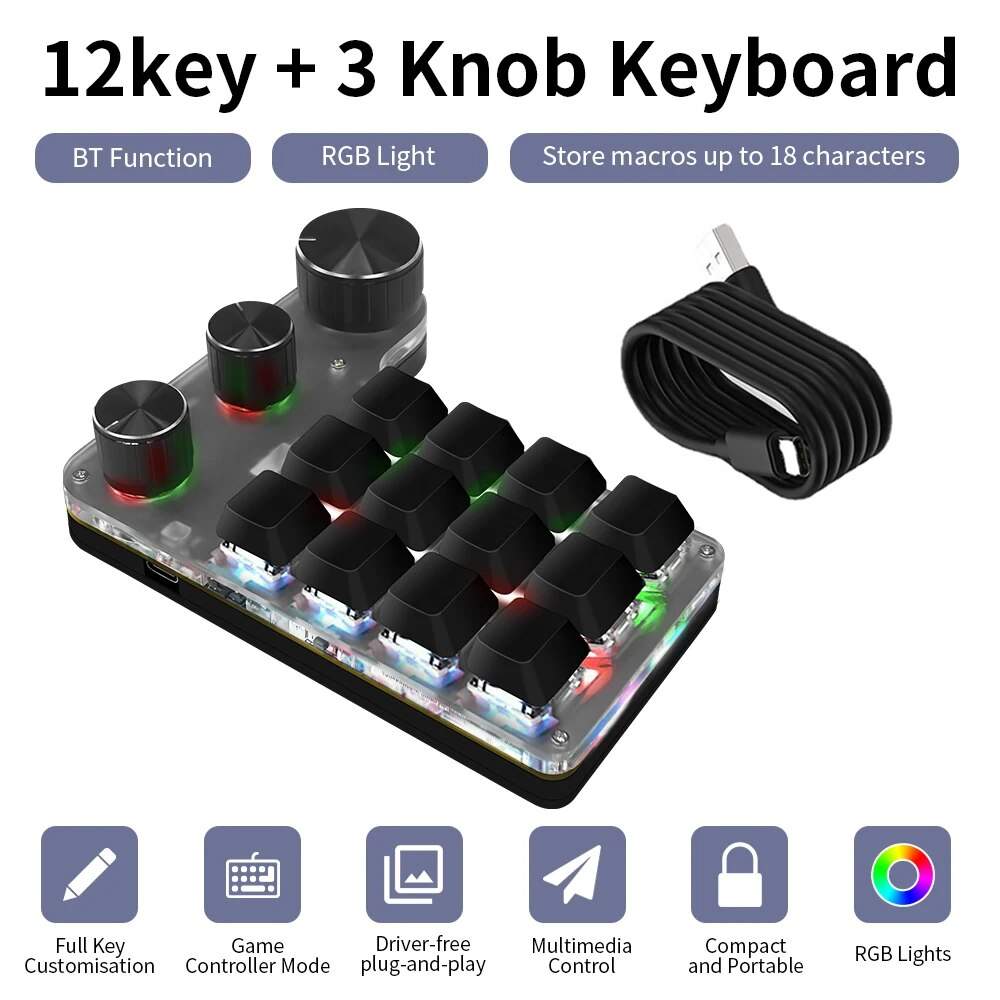 12key + 3 Knob Keyboard
BT Function
RGB Light
Store macros up to 18 characters
Full Key
Customisation
Game
Controller Mode
Driver-free
plug-and-play
Multimedia
Control
Compact
and Portable
RGB Lights